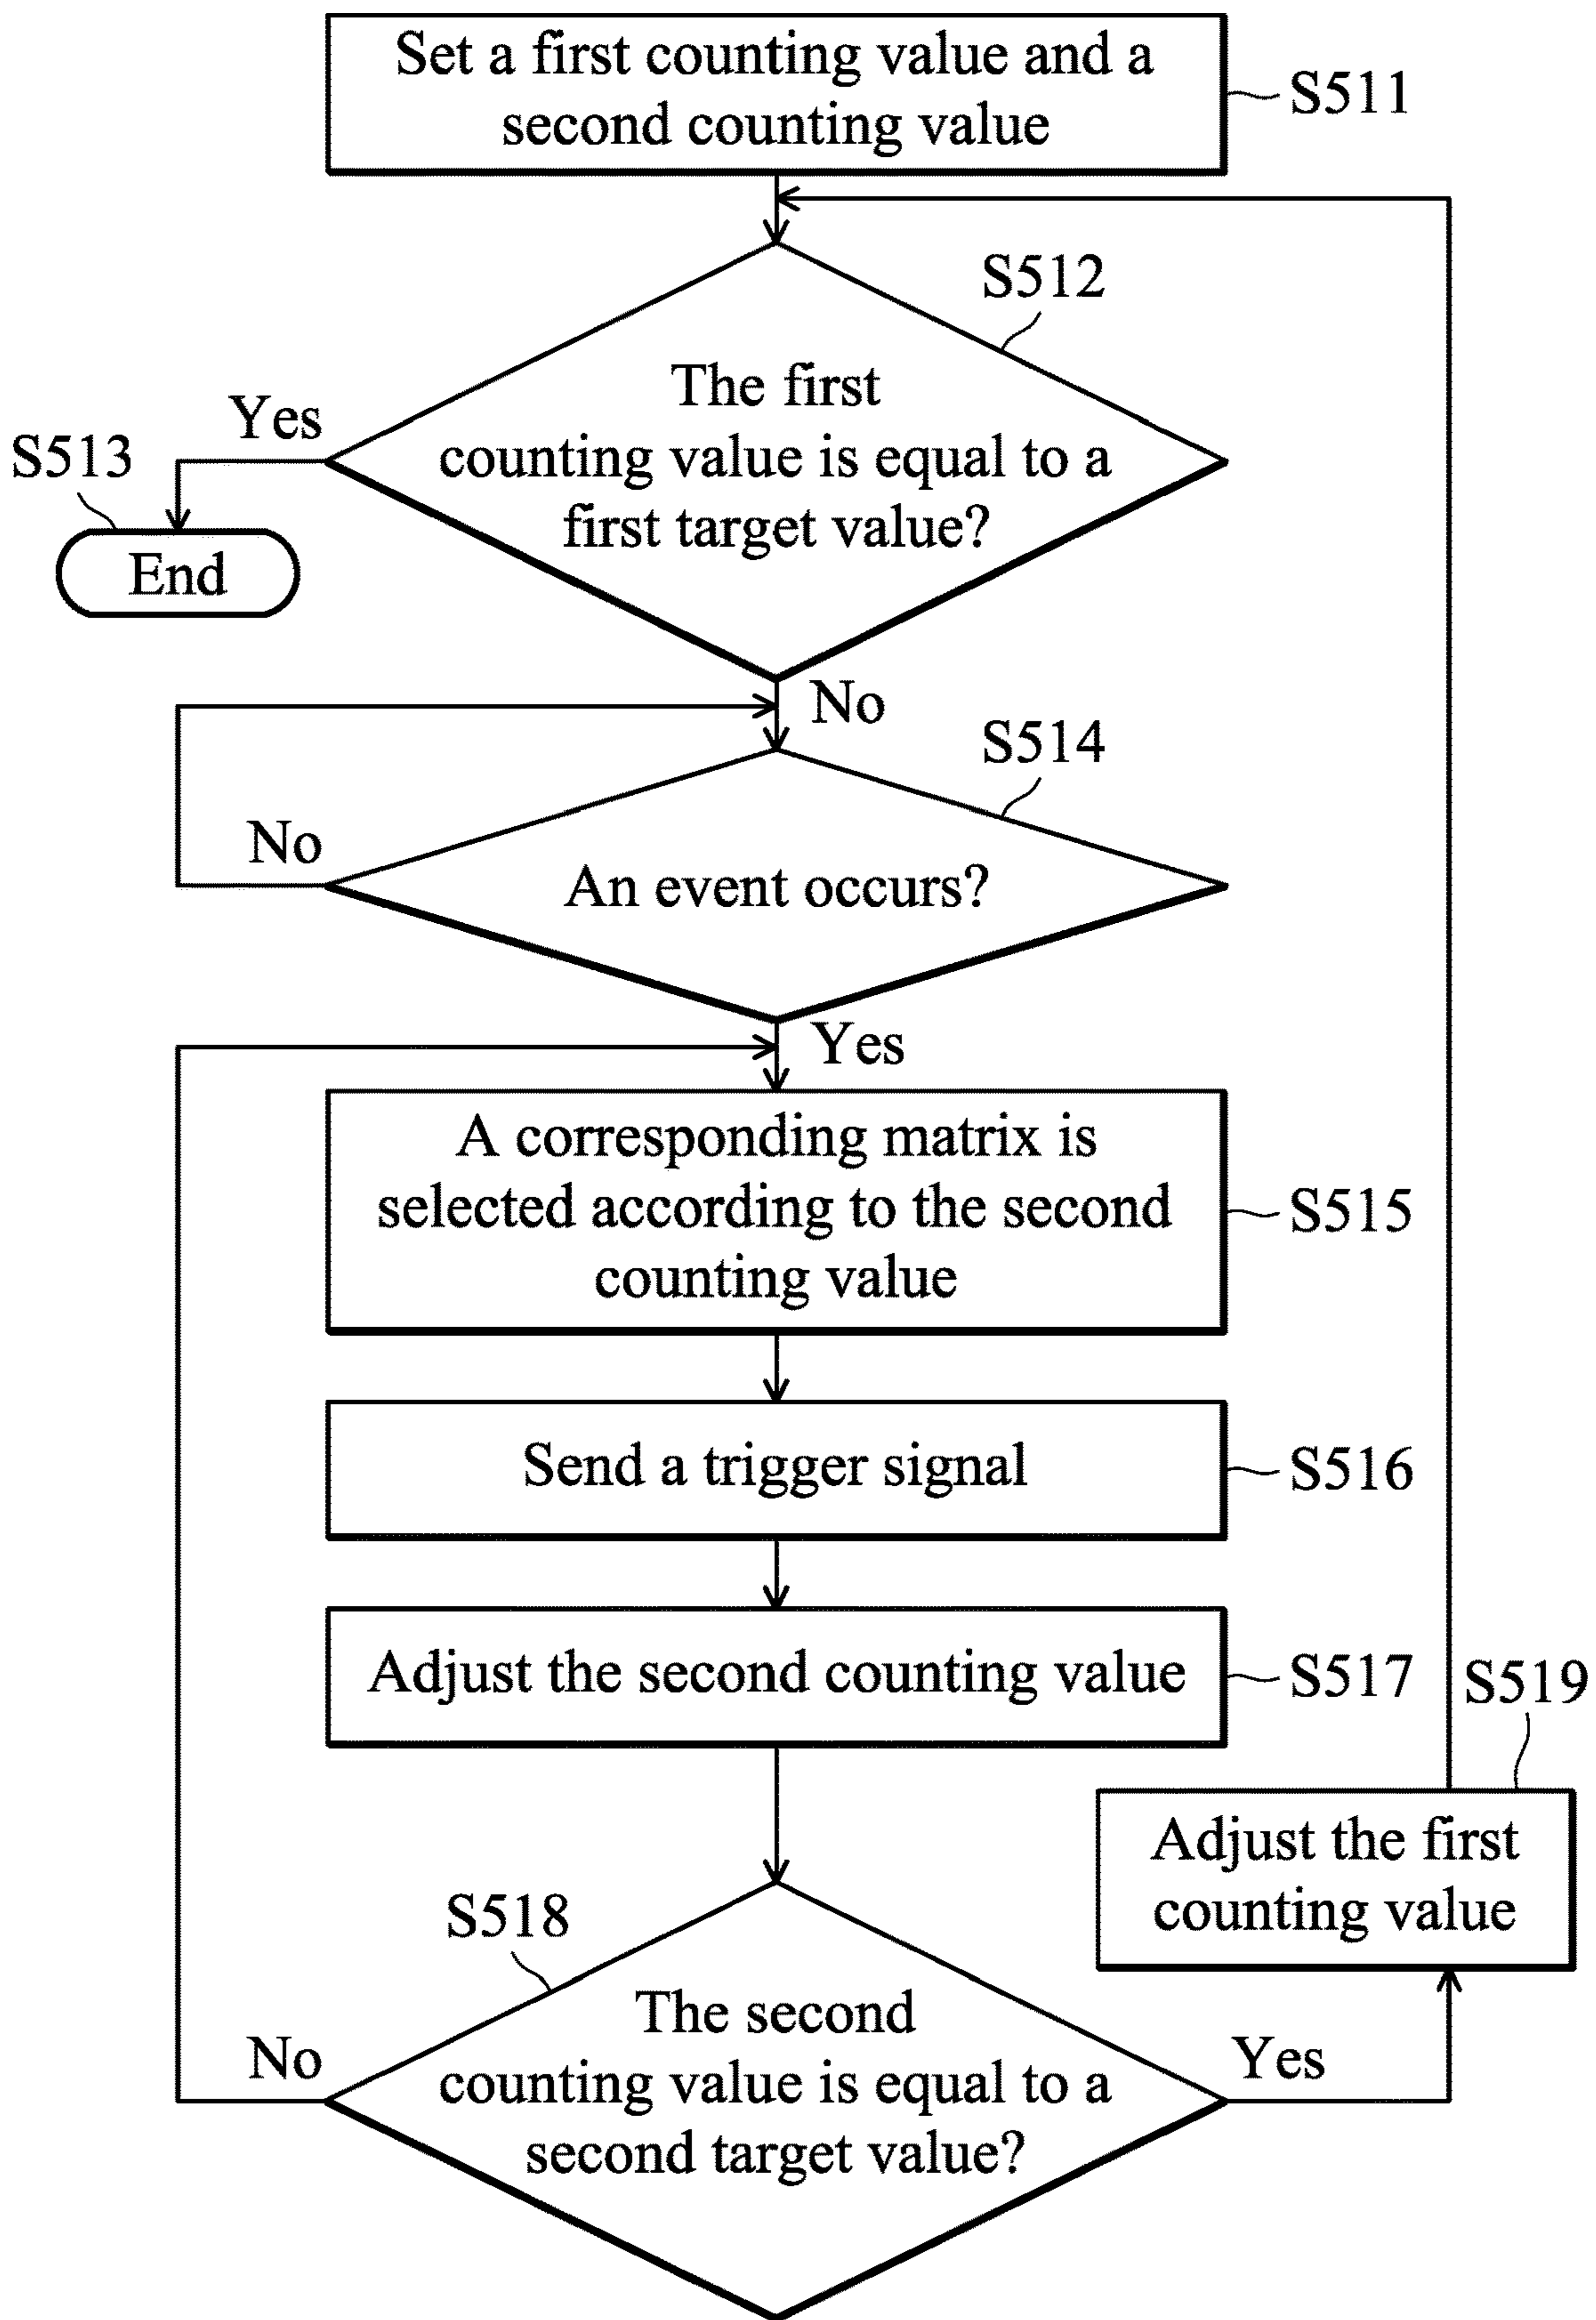 Set a first counting value and a
second counting value
S511
S512
The first
counting value is equal to a
first target value?
Yes
S513
End
No
S514
An event occurs?
No
Yes
A corresponding matrix is
selected according to the second
counting value
S515
Send a trigger signal
S516
Adjust the second counting value
S517
S519
Adjust the first
counting value
S518
The second
counting value is equal to a
second target value?
No
Yes